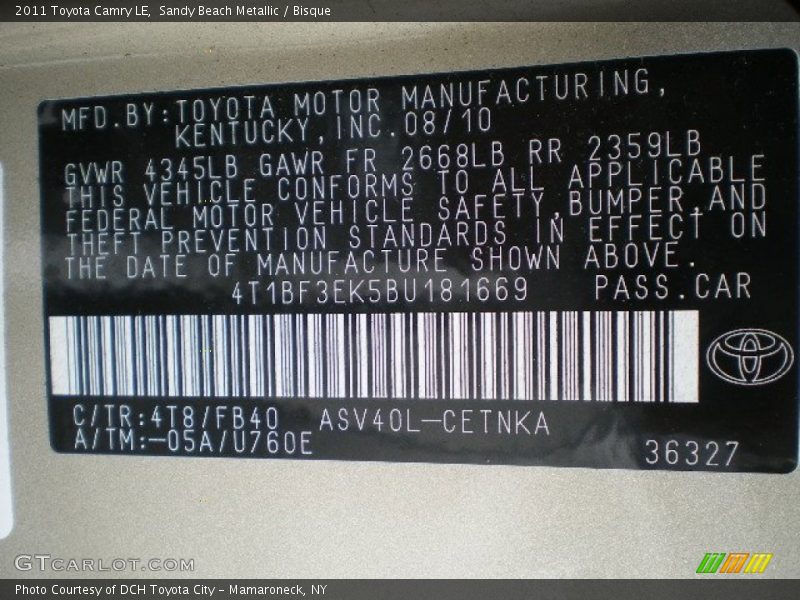 2011 Toyota Camry LE, Sandy Beach Metallic / Bisque
MFD.BY:TOYOTA MOTOR MANUFACTURING,
KENTUCKY,INC.08/10
GVWR 4345LB GAWR FR 2668LB RR 2359LB
THIS VEHICLE CONFORMS TO ALL APPLICABLE
FEDERAL MOTOR VEHICLE SAFETY,BUMPER,AND
THEFT PREVENTION STANDARDS IN EFFECT ON
THE DATE OF MANUFACTURE SHOWN ABOVE.
4T1BF3EK5BU181669 PASS.CAR
C/TR:4T8/FB40 ASV40L-CETNKA
A/TM:-05A/U760E
36327
GTCARLOT.COM
Photo Courtesy of DCH Toyota City - Mamaroneck, NY